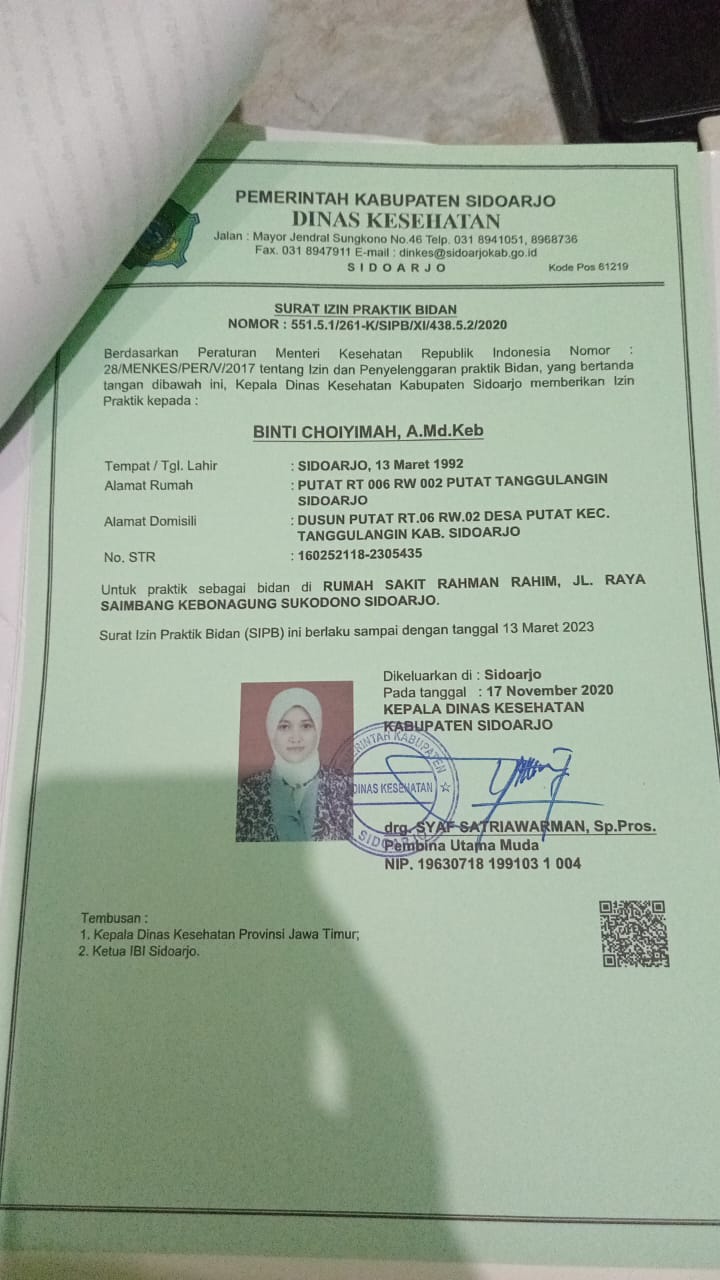 PEMERINTAH KABUPATEN SIDOARJO
DINAS KESEHATAN
Jalan : Mayor Jendral Sungkono No.46 Telp. 031 8941051, 8968736
Fax. 031 8947911 E-mail : dinkes@sidoarjokab.go.id
S I D O A R J O
Kode Pos 61219
SURAT IZIN PRAKTIK BIDAN
NOMOR : 551.5.1/261-K/SIPB/XI/438.5.2/2020
Berdasarkan Peraturan Menteri Kesehatan Republik Indonesia Nomor :
28/MENKES/PER/V/2017 tentang Izin dan Penyelenggaran praktik Bidan, yang bertanda
tangan dibawah ini, Kepala Dinas Kesehatan Kabupaten Sidoarjo memberikan Izin
Praktik kepada :
BINTI CHOIYIMAH, A.Md.Keb
Tempat / Tgl. Lahir : SIDOARJO, 13 Maret 1992
Alamat Rumah : PUTAT RT 006 RW 002 PUTAT TANGGULANGIN
SIDOARJO
Alamat Domisili : DUSUN PUTAT RT.06 RW.02 DESA PUTAT KEC.
TANGGULANGIN KAB. SIDOARJO
No. STR : 160252118-2305435
Untuk praktik sebagai bidan di RUMAH SAKIT RAHMAN RAHIM, JL. RAYA
SAIMBANG KEBONAGUNG SUKODONO SIDOARJO.
Surat Izin Praktik Bidan (SIPB) ini berlaku sampai dengan tanggal 13 Maret 2023
Dikeluarkan di : Sidoarjo
Pada tanggal : 17 November 2020
KEPALA DINAS KESEHATAN
KABUPATEN SIDOARJO
KABUPATEN
DINAS KESEHATAN
SIDOARJO
drg. SYAF SATRIAWARMAN, Sp.Pros.
Pembina Utama Muda
NIP. 19630718 199103 1 004
Tembusan :
1. Kepala Dinas Kesehatan Provinsi Jawa Timur;
2. Ketua IBI Sidoarjo.